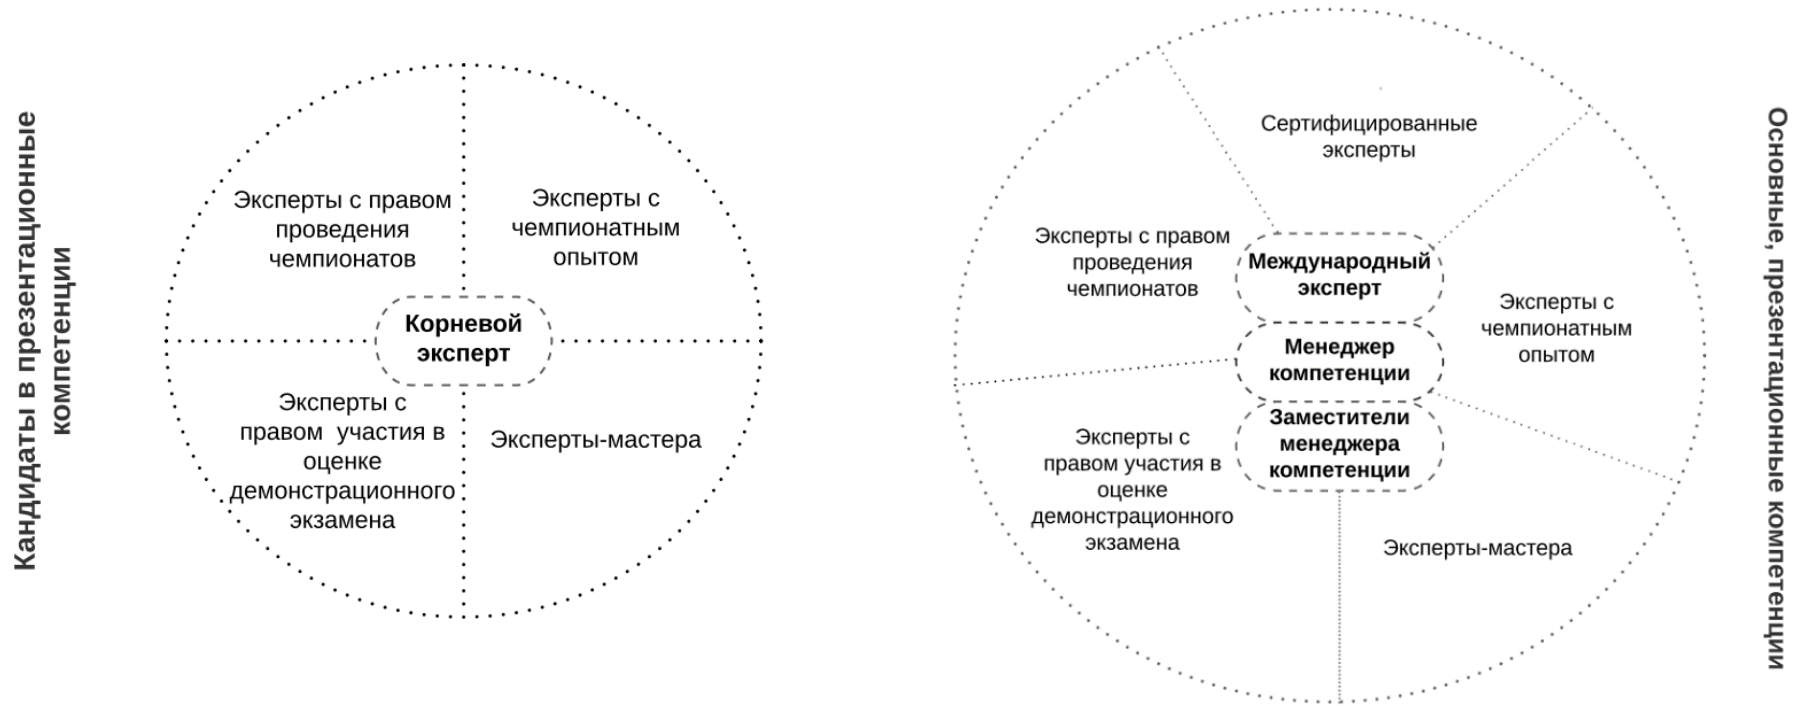 Кандидаты в презентационные
компетенции
Эксперты с правом
проведения
чемпионатов
Эксперты с
чемпионатным
опытом
Корневой
эксперт
Эксперты с
правом участия в
оценке
демонстрационного
экзамена
Эксперты-мастера
Сертифицированные
эксперты
Эксперты с правом
проведения
чемпионатов
Международный
эксперт
Менеджер
компетенции
Заместители
менеджера
компетенции
Эксперты с
чемпионатным
опытом
Эксперты с
правом участия в
оценке
демонстрационного
экзамена
Эксперты-мастера
Основные, презентационные компетенции